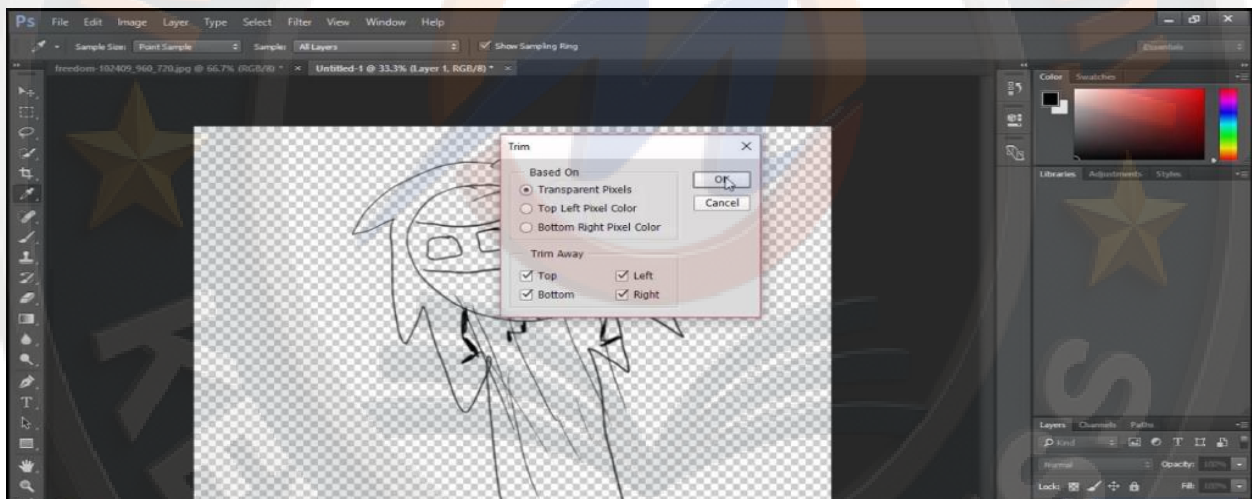 Ps File Edit Image Layer Type Select Filter View Window Help
Sample Size: Point Sample Sample: All Layers Show Sampling Ring Essentials
freedom-102409_960_720.jpg @ 66.7% (RGB/8) * × Untitled-1 @ 33.3% (Layer 1, RGB/8) * ×
Color Swatches
Trim
Based On
Transparent Pixels
Top Left Pixel Color
Bottom Right Pixel Color
OK
Cancel
Trim Away
Top Left
Bottom Right
Libraries Adjustments Styles
Layers Channels Paths
Kind
Normal Opacity: 100%
Lock: Fill: 100%